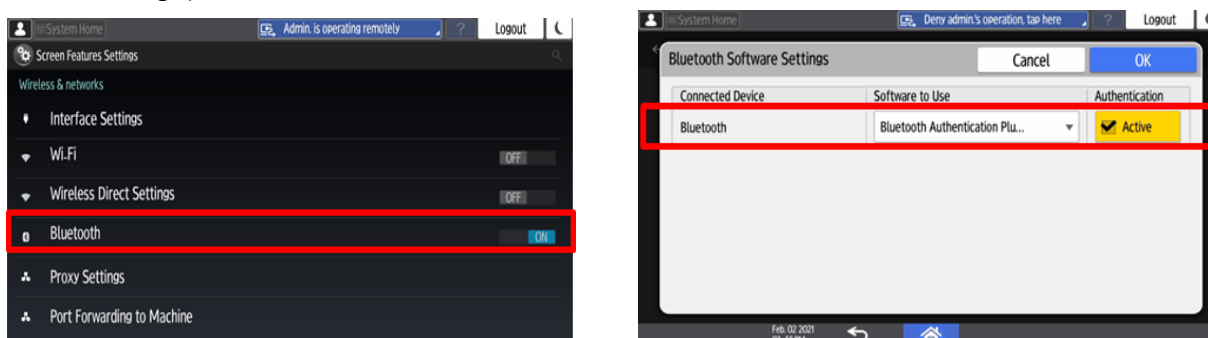 System Home
Admin. is operating remotely
?
Logout
Screen Features Settings
Wireless & networks
Interface Settings
Wi-Fi
OFF
Wireless Direct Settings
OFF
Bluetooth
ON
Proxy Settings
Port Forwarding to Machine
System Home
Deny admin.'s operation, tap here
?
Logout
Bluetooth Software Settings
Cancel
OK
Connected Device
Software to Use
Authentication
Bluetooth
Bluetooth Authentication Plu...
Active
Feb. 02 2021